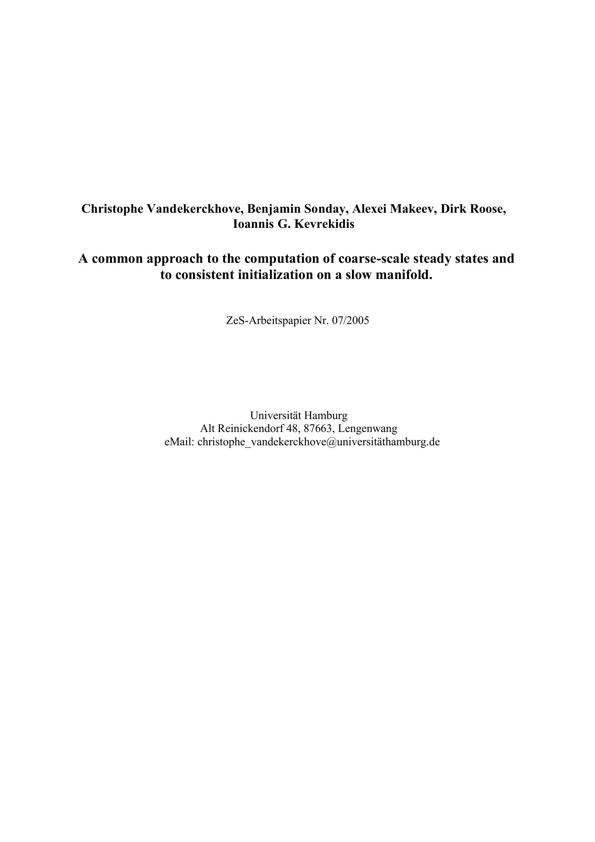 Christophe Vandekerckhove, Benjamin Sonday, Alexei Makeev, Dirk Roose,
Ioannis G. Kevrekidis
A common approach to the computation of coarse-scale steady states and
to consistent initialization on a slow manifold.
ZeS-Arbeitspapier Nr. 07/2005
Universität Hamburg
Alt Reinickendorf 48, 87663, Lengenwang
eMail: christophe_vandekerckhove@universitäthamburg.de